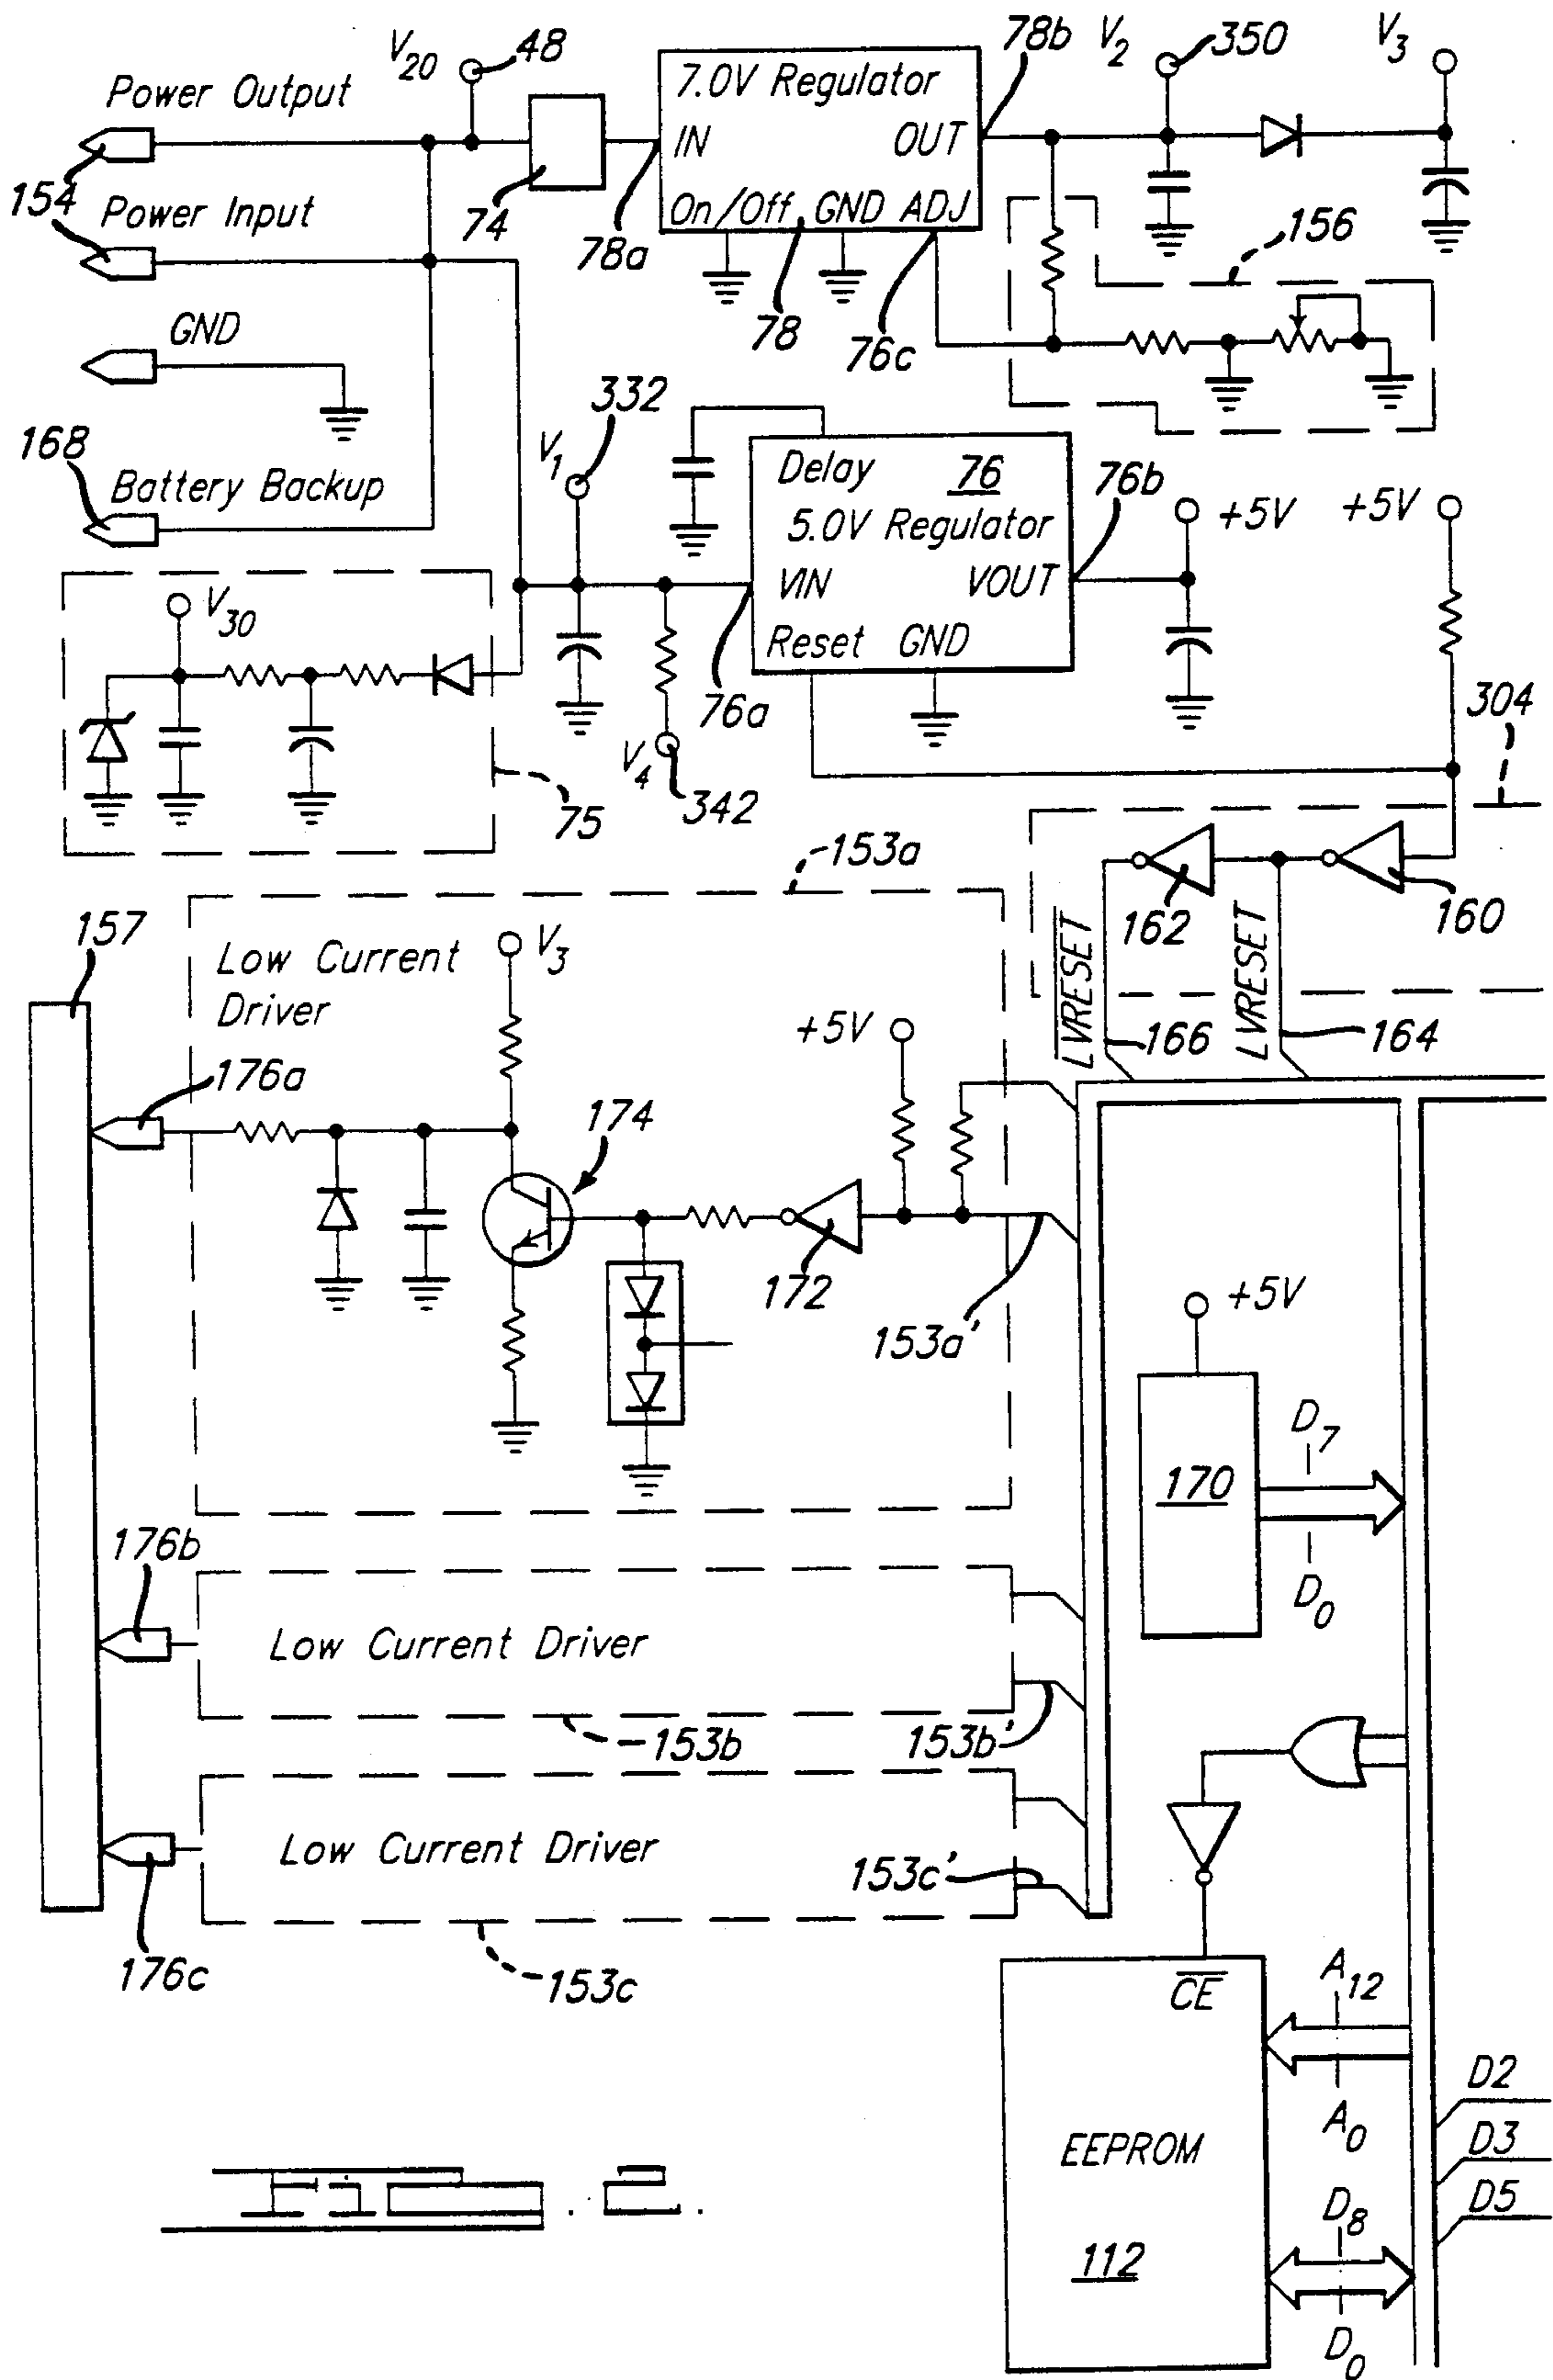 V20 48 78b V2 350 V3
Power Output
7.0V Regulator
IN OUT
154
Power Input
74 78a
On/Off GND ADJ
156
GND
78 76c
332
168
Battery Backup
V1
Delay 76 76b
+5V +5V
5.0V Regulator
VIN VOUT
V30
Reset GND
76a
304
V4 342
75
153a
157
162 160
Low Current
Driver
V3
LVRESET
LVRESET
+5V
166 164
176a
174
172
153a'
+5V
D7
170
176b
D0
Low Current Driver
153b 153b'
Low Current Driver
153c'
176c 153c
CE
A12
D2
A0
D3
EEPROM
D5
D8
112
D0